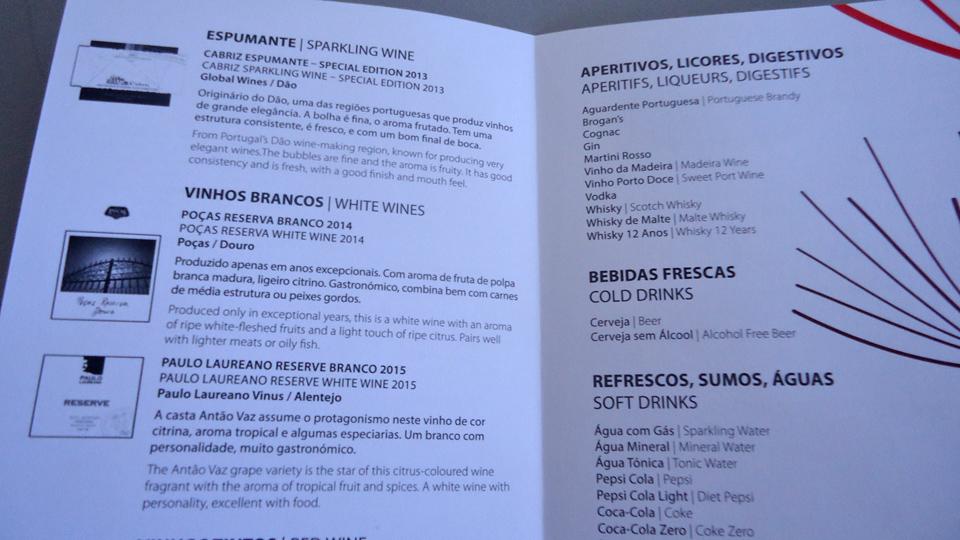 ESPUMANTE | SPARKLING WINE
CABRIZ ESPUMANTE – SPECIAL EDITION 2013
CABRIZ SPARKLING WINE – SPECIAL EDITION 2013
Global Wines / Dão
Originário do Dão, uma das regiões portuguesas que produz vinhos
de grande elegância. A bolha é fina, o aroma frutado. Tem uma
estrutura consistente, é fresco, e com um bom final de boca.
From Portugal's Dão wine-making region, known for producing very
elegant wines.The bubbles are fine and the aroma is fruity. It has good
consistency and is fresh, with a good finish and mouth feel.
VINHOS BRANCOS | WHITE WINES
POÇAS RESERVA BRANCO 2014
POÇAS RESERVA WHITE WINE 2014
Poças / Douro
Produzido apenas em anos excepcionais. Com aroma de fruta de polpa
branca madura, ligeiro citrino. Gastronómico, combina bem com carnes
de média estrutura ou peixes gordos.
Produced only in exceptional years, this is a white wine with an aroma
of ripe white-fleshed fruits and a light touch of ripe citrus. Pairs well
with lighter meats or oily fish.
Poças Reserva
Douro
PAULO LAUREANO RESERVE BRANCO 2015
PAULO LAUREANO RESERVE WHITE WINE 2015
Paulo Laureano Vinus / Alentejo
A casta Antão Vaz assume o protagonismo neste vinho de cor
citrina, aroma tropical e algumas especiarias. Um branco com
personalidade, muito gastronómico.
The Antão Vaz grape variety is the star of this citrus-coloured wine
fragrant with the aroma of tropical fruit and spices. A white wine with
personality, excellent with food.
PAULO
LAUREANO
RESERVE
APERITIVOS, LICORES, DIGESTIVOS
APERITIFS, LIQUEURS, DIGESTIFS
Aguardente Portuguesa | Portuguese Brandy
Brogan's
Cognac
Gin
Martini Rosso
Vinho da Madeira | Madeira Wine
Vinho Porto Doce | Sweet Port Wine
Vodka
Whisky | Scotch Whisky
Whisky de Malte | Malte Whisky
Whisky 12 Anos | Whisky 12 Years
BEBIDAS FRESCAS
COLD DRINKS
Cerveja | Beer
Cerveja sem Álcool | Alcohol Free Beer
REFRESCOS, SUMOS, ÁGUAS
SOFT DRINKS
Água com Gás | Sparkling Water
Água Mineral | Mineral Water
Água Tónica | Tonic Water
Pepsi Cola | Pepsi
Pepsi Cola Light | Diet Pepsi
Coca-Cola | Coke
Coca-Cola Zero | Coke Zero